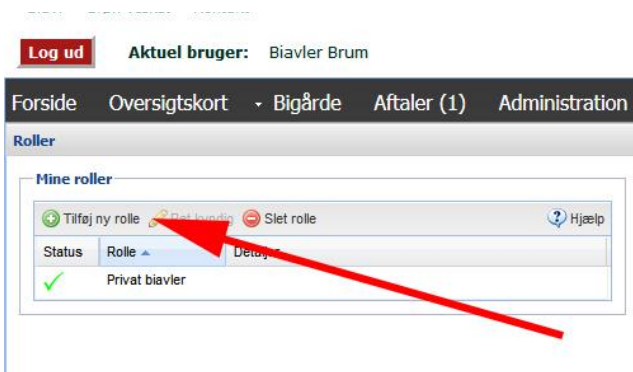 Log ud Aktuel bruger: Biavler Brum
Forside Oversigtskort Bigårde Aftaler (1) Administration
Roller
Mine roller
Tilføj ny rolle Slet rolle Hjælp
Status Rolle
Privat biavler